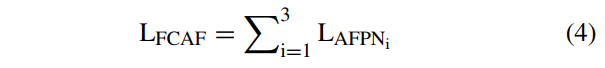 L_FCAF = ∑_{i=1}^{3} L_{AFPN_i} (4)